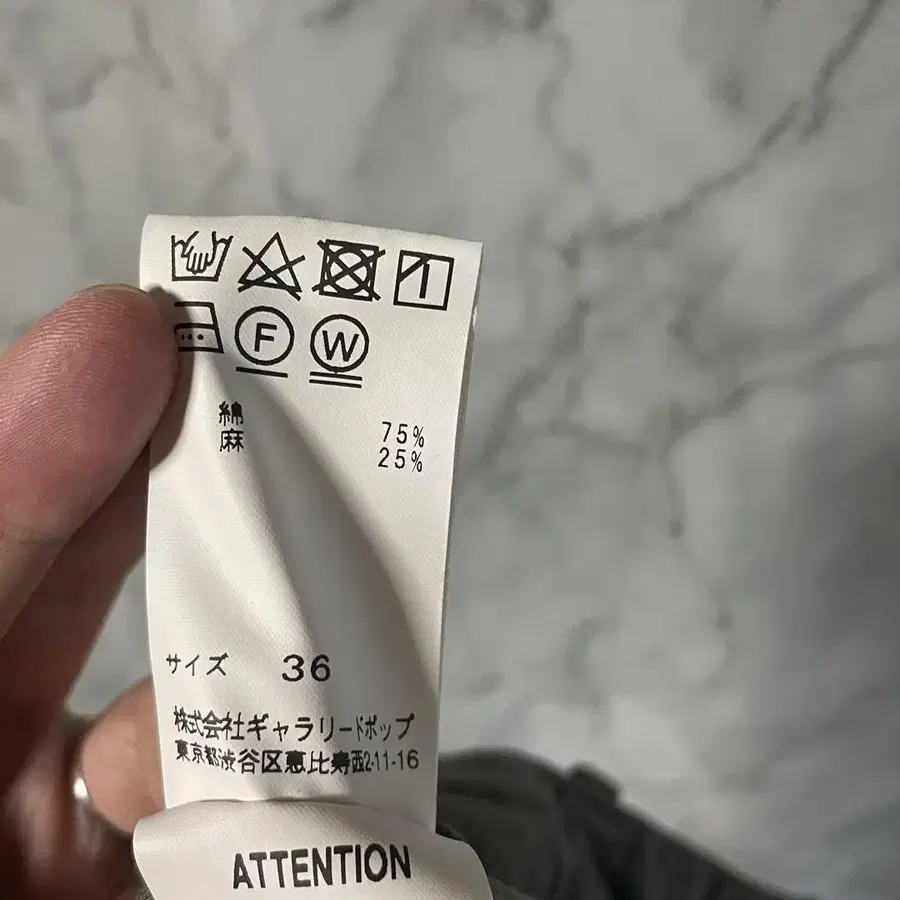 F W
綿 75%
麻 25%
サイズ 36
株式会社ギャラリードポップ
東京都渋谷区恵比寿西2-11-16
ATTENTION